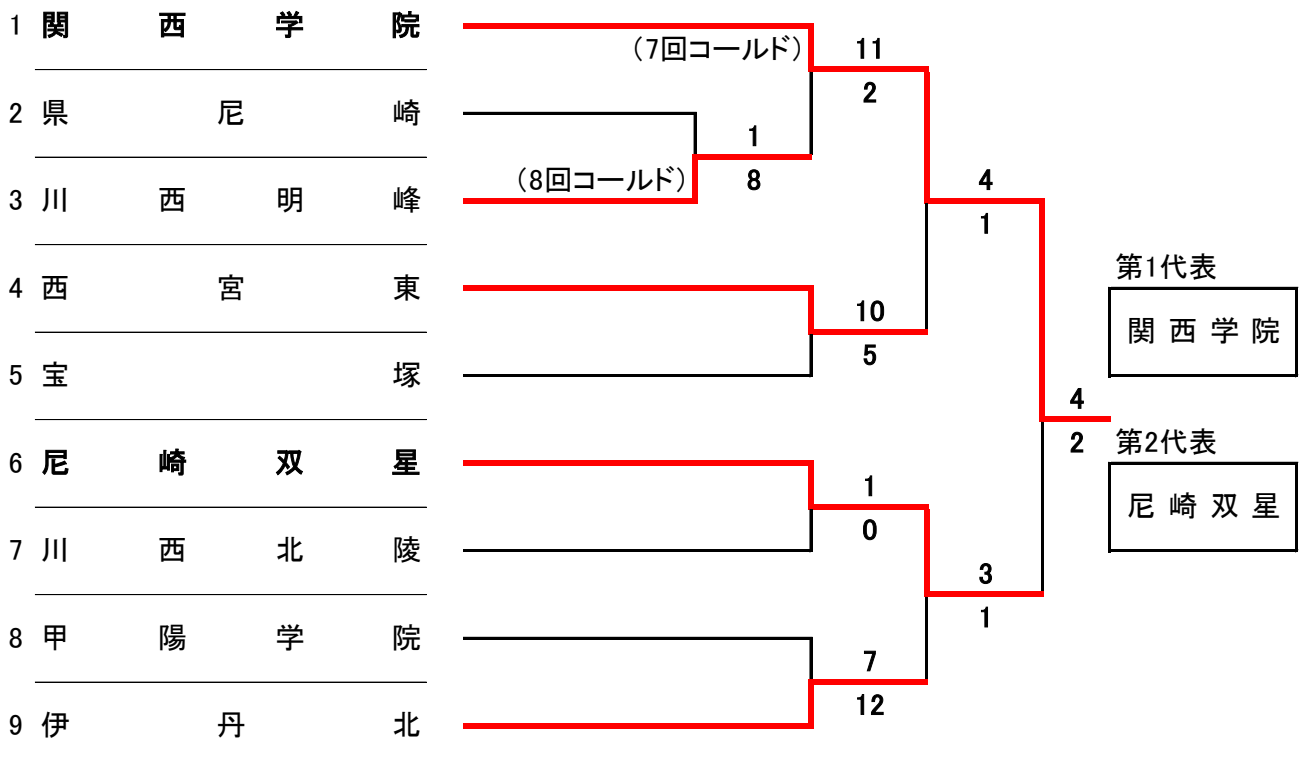 1 関西学院
(7回コールド) 11
2
2 県尼崎
1
(8回コールド) 8
3 川西明峰
4
1
第1代表
4 西宮東
10
関西学院
5
5 宝塚
4
2
第2代表
6 尼崎双星
1
尼崎双星
0
7 川西北陵
3
1
8 甲陽学院
7
12
9 伊丹北